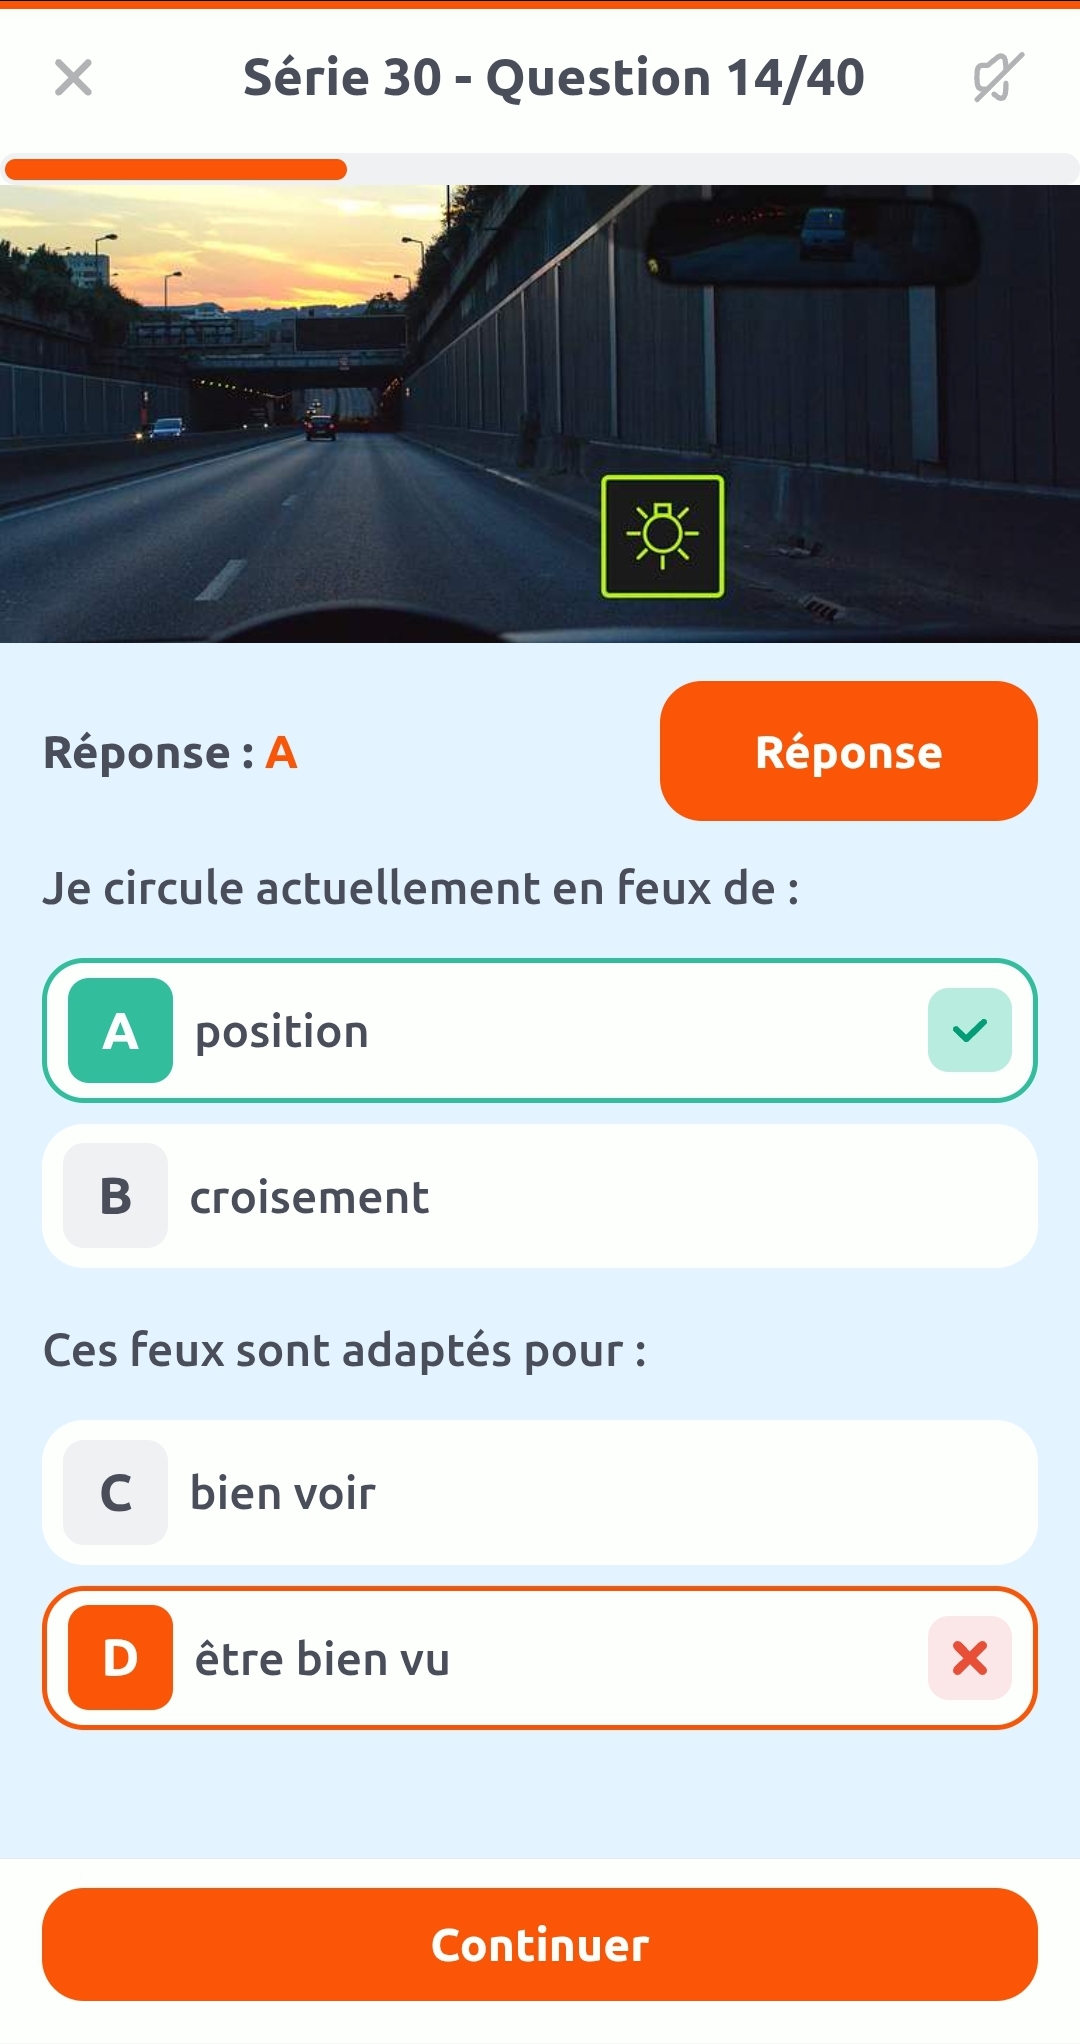 Série 30 - Question 14/40
Réponse : A
Réponse
Je circule actuellement en feux de :
A position
B croisement
Ces feux sont adaptés pour :
C bien voir
D être bien vu
Continuer